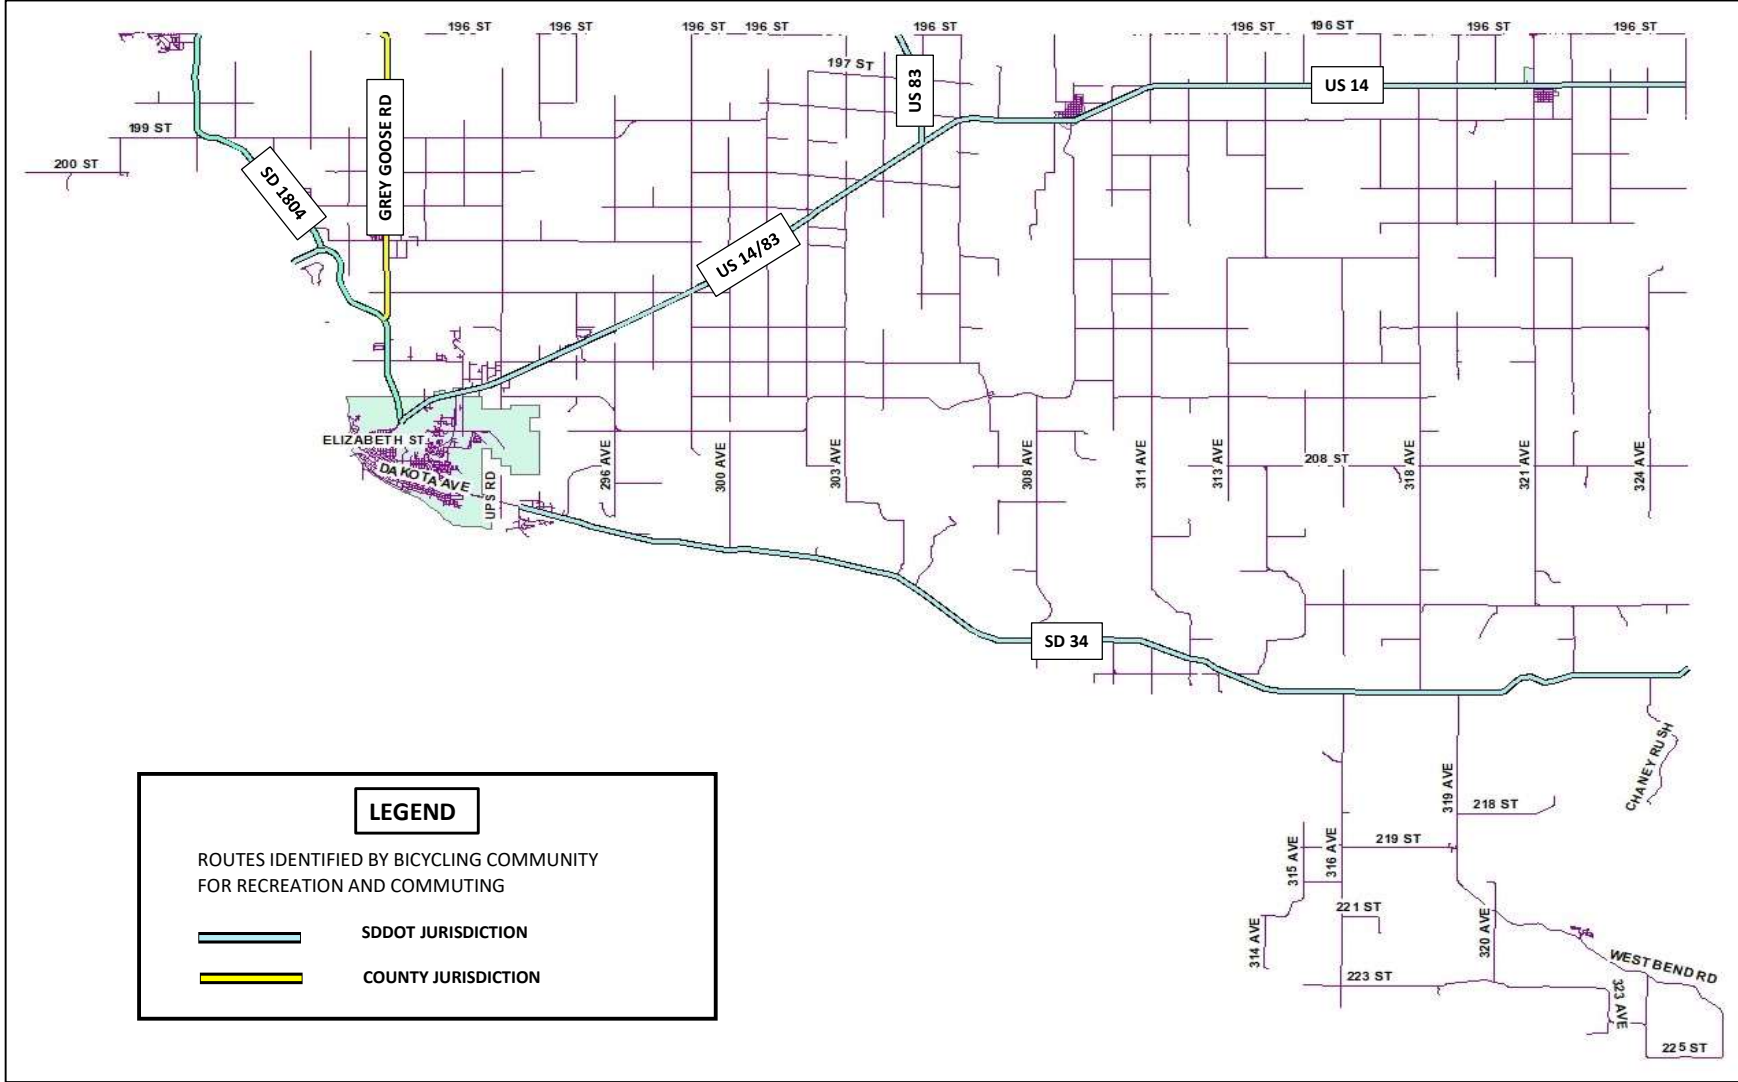 196 ST
196 ST
196 ST
196 ST
196 ST
196 ST
196 ST
196 ST
196 ST
197 ST
US 83
US 14
GREY GOOSE RD
199 ST
200 ST
SD 1804
US 14/83
ELIZABETH ST
DAKOTA AVE
UPS RD
296 AVE
300 AVE
303 AVE
308 AVE
311 AVE
313 AVE
208 ST
318 AVE
321 AVE
324 AVE
SD 34
CHANEY RUSH
319 AVE
218 ST
315 AVE
316 AVE
219 ST
221 ST
314 AVE
320 AVE
WEST BEND RD
223 ST
323 AVE
225 ST
LEGEND
ROUTES IDENTIFIED BY BICYCLING COMMUNITY
FOR RECREATION AND COMMUTING
SDDOT JURISDICTION
COUNTY JURISDICTION